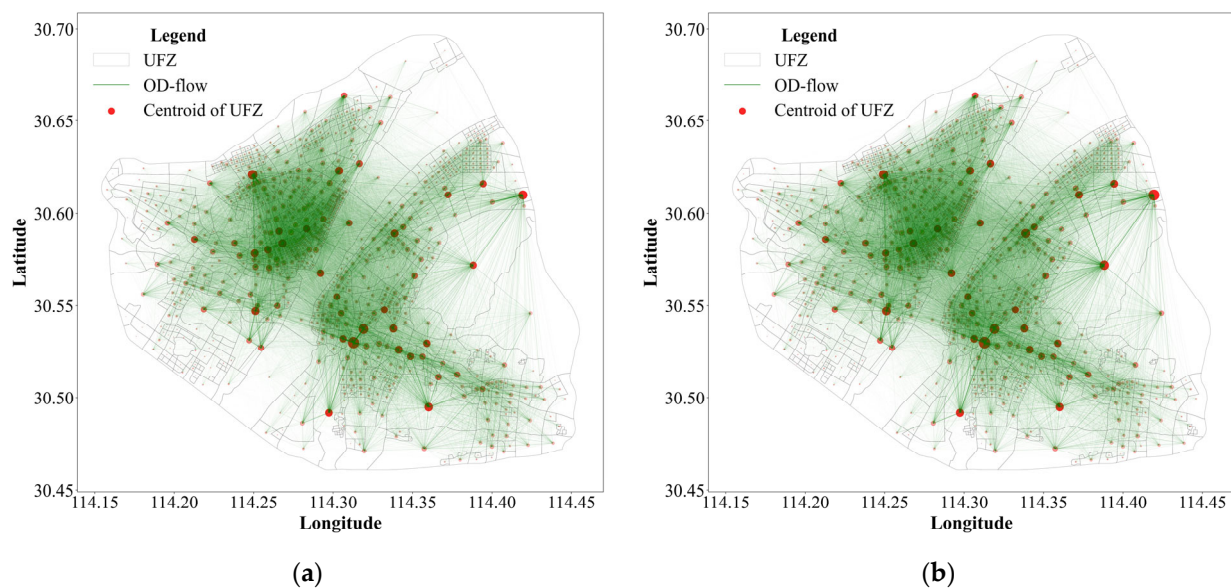 Legend
UFZ
OD-flow
Centroid of UFZ
30.70
30.65
30.60
30.55
30.50
30.45
Latitude
114.15 114.20 114.25 114.30 114.35 114.40 114.45
Longitude
(a)
Legend
UFZ
OD-flow
Centroid of UFZ
30.70
30.65
30.60
30.55
30.50
30.45
Latitude
114.15 114.20 114.25 114.30 114.35 114.40 114.45
Longitude
(b)